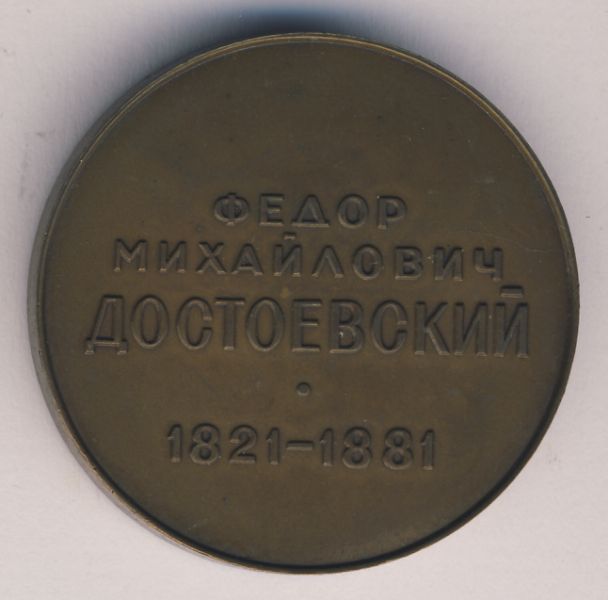 ФЕДОР
МИХАЙЛОВИЧ
ДОСТОЕВСКИЙ
•
1821-1881